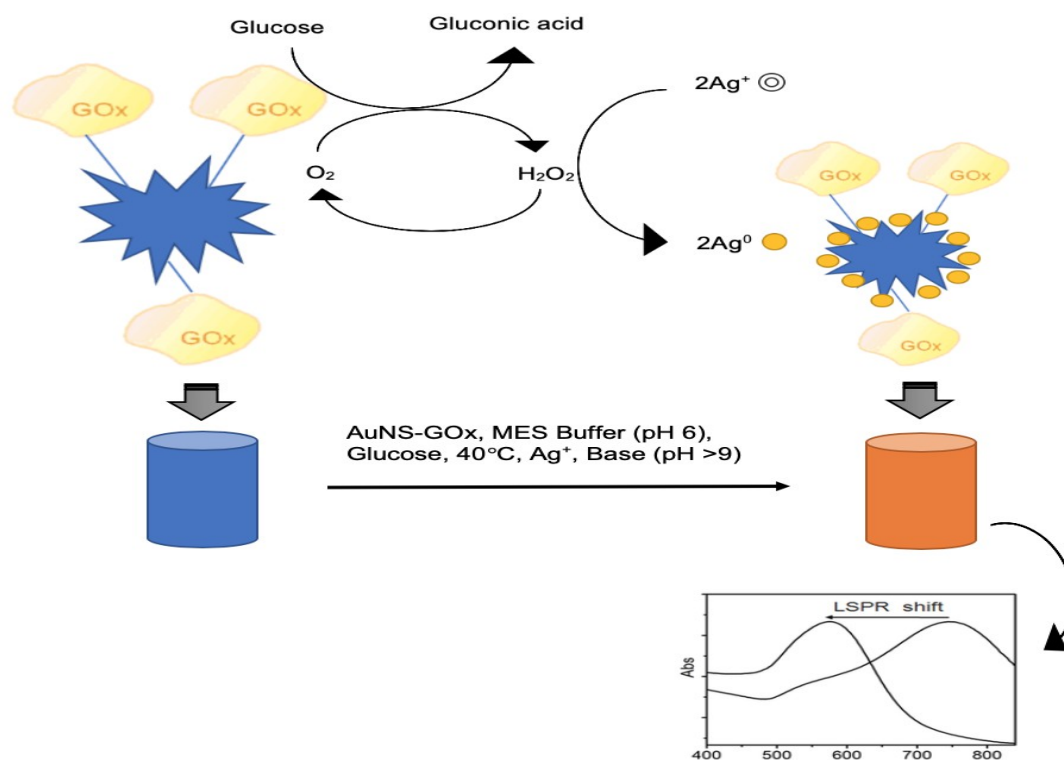 Glucose
Gluconic acid
GOx
GOx
2Ag⁺
O₂
H₂O₂
GOx
GOx
2Ag⁰
GOx
GOx
AuNS-GOx, MES Buffer (pH 6),
Glucose, 40°C, Ag⁺, Base (pH >9)
LSPR shift
Abs
400 500 600 700 800